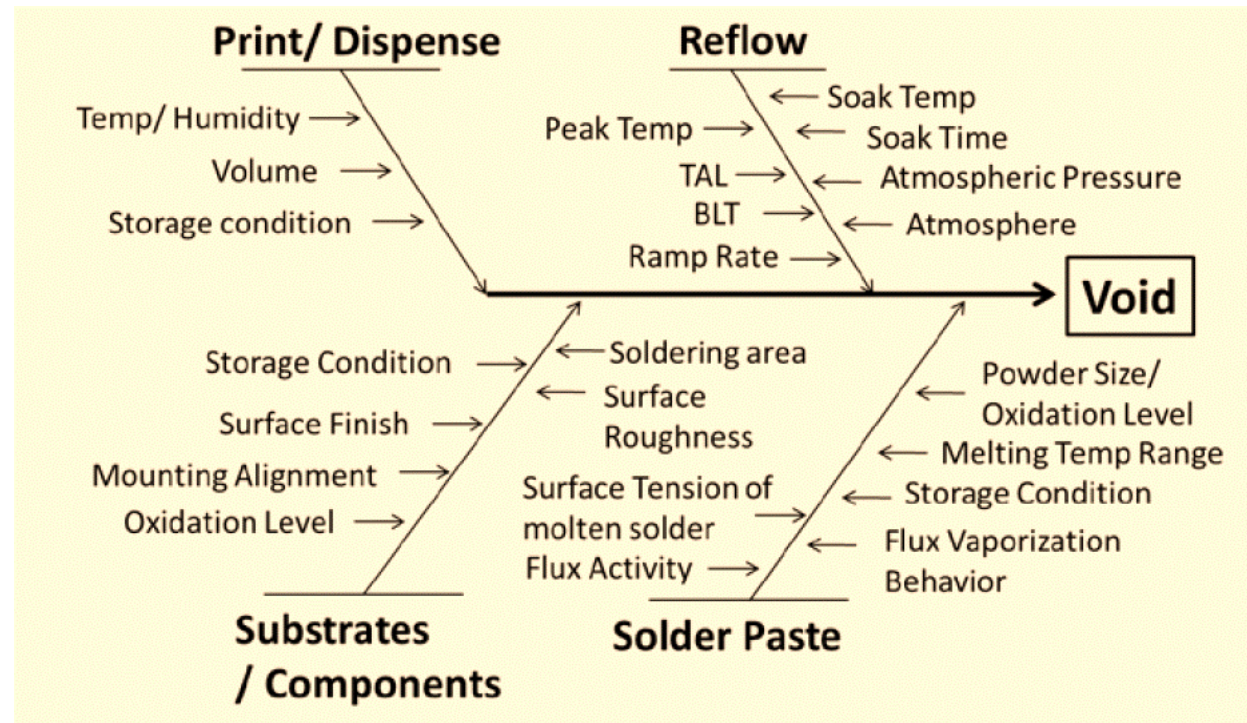 Print/ Dispense
Temp/ Humidity
Volume
Storage condition
Reflow
Soak Temp
Peak Temp
Soak Time
TAL
Atmospheric Pressure
BLT
Atmosphere
Ramp Rate
Void
Storage Condition
Soldering area
Surface
Roughness
Surface Finish
Mounting Alignment
Oxidation Level
Substrates
/ Components
Powder Size/
Oxidation Level
Melting Temp Range
Storage Condition
Surface Tension of
molten solder
Flux Vaporization
Behavior
Flux Activity
Solder Paste